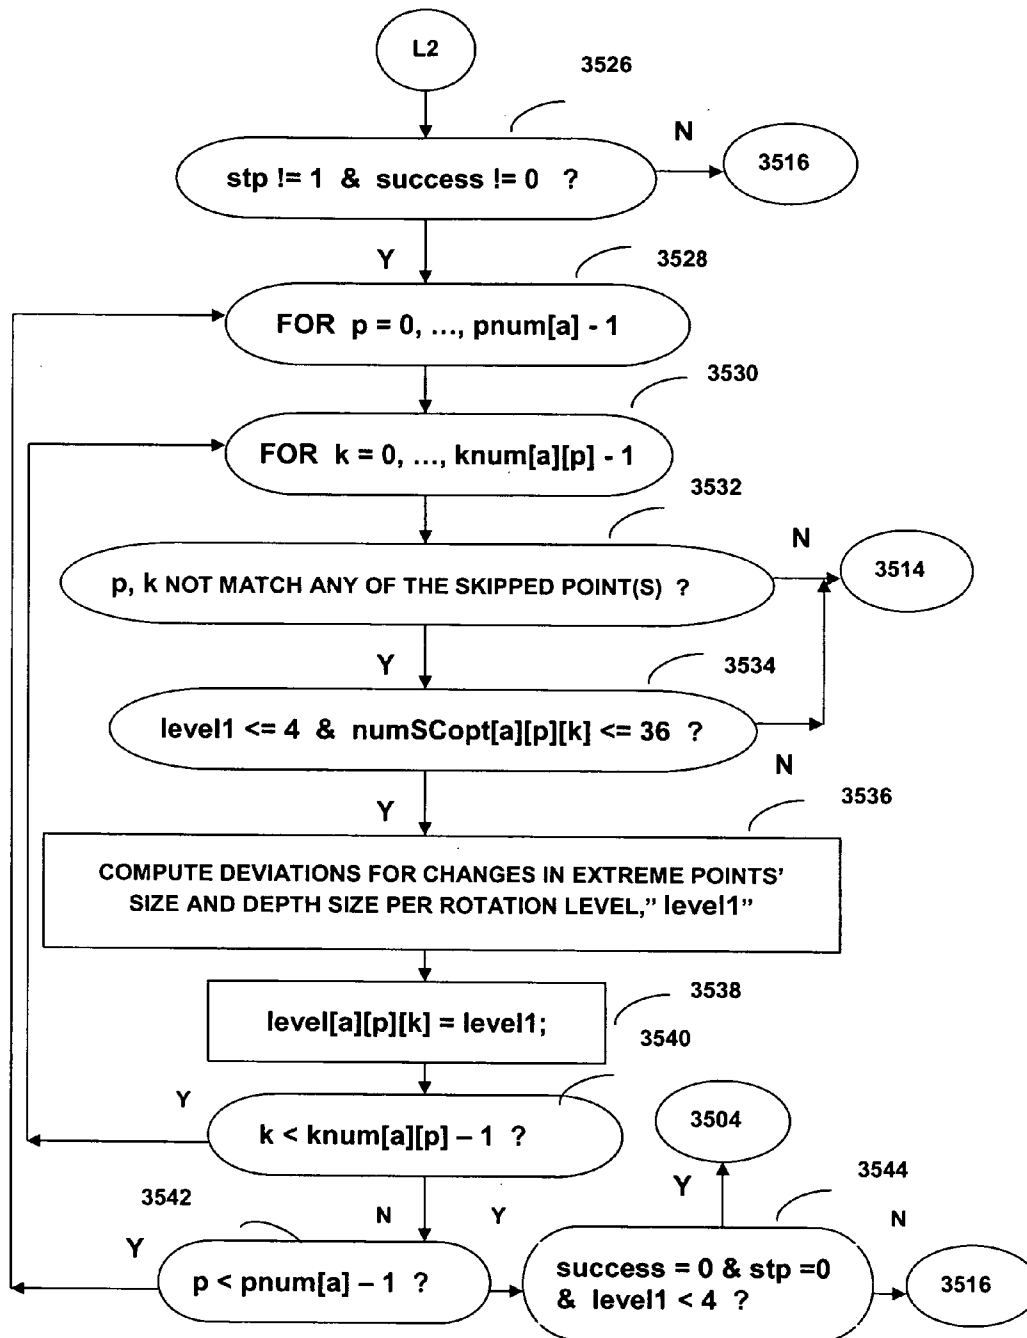 L2
3526
stp != 1 & success != 0 ?
N
3516
Y
3528
FOR p = 0, ..., pnum[a] - 1
3530
FOR k = 0, ..., knum[a][p] - 1
3532
p, k NOT MATCH ANY OF THE SKIPPED POINT(S) ?
N
3514
Y
3534
level1 <= 4 & numSCopt[a][p][k] <= 36 ?
N
Y
3536
COMPUTE DEVIATIONS FOR CHANGES IN EXTREME POINTS'
SIZE AND DEPTH SIZE PER ROTATION LEVEL," level1"
3538
level[a][p][k] = level1;
3540
Y
k < knum[a][p] – 1 ?
3504
3542
N
Y
Y
3544
N
Y
p < pnum[a] – 1 ?
success = 0 & stp =0
& level1 < 4 ?
3516